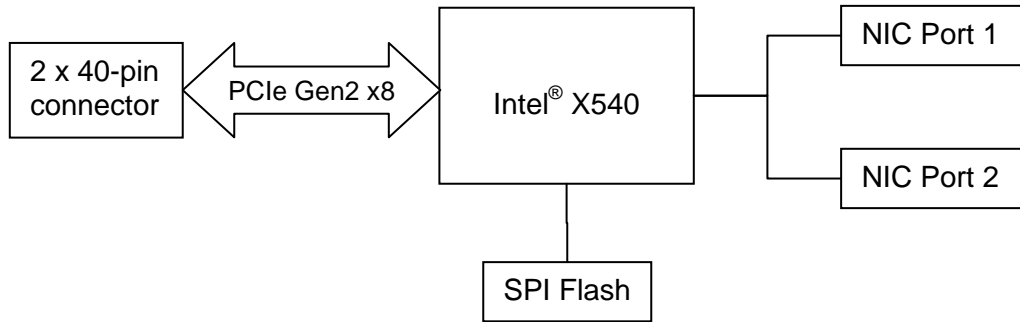 2 x 40-pin
connector
PCIe Gen2 x8
Intel® X540
NIC Port 1
NIC Port 2
SPI Flash